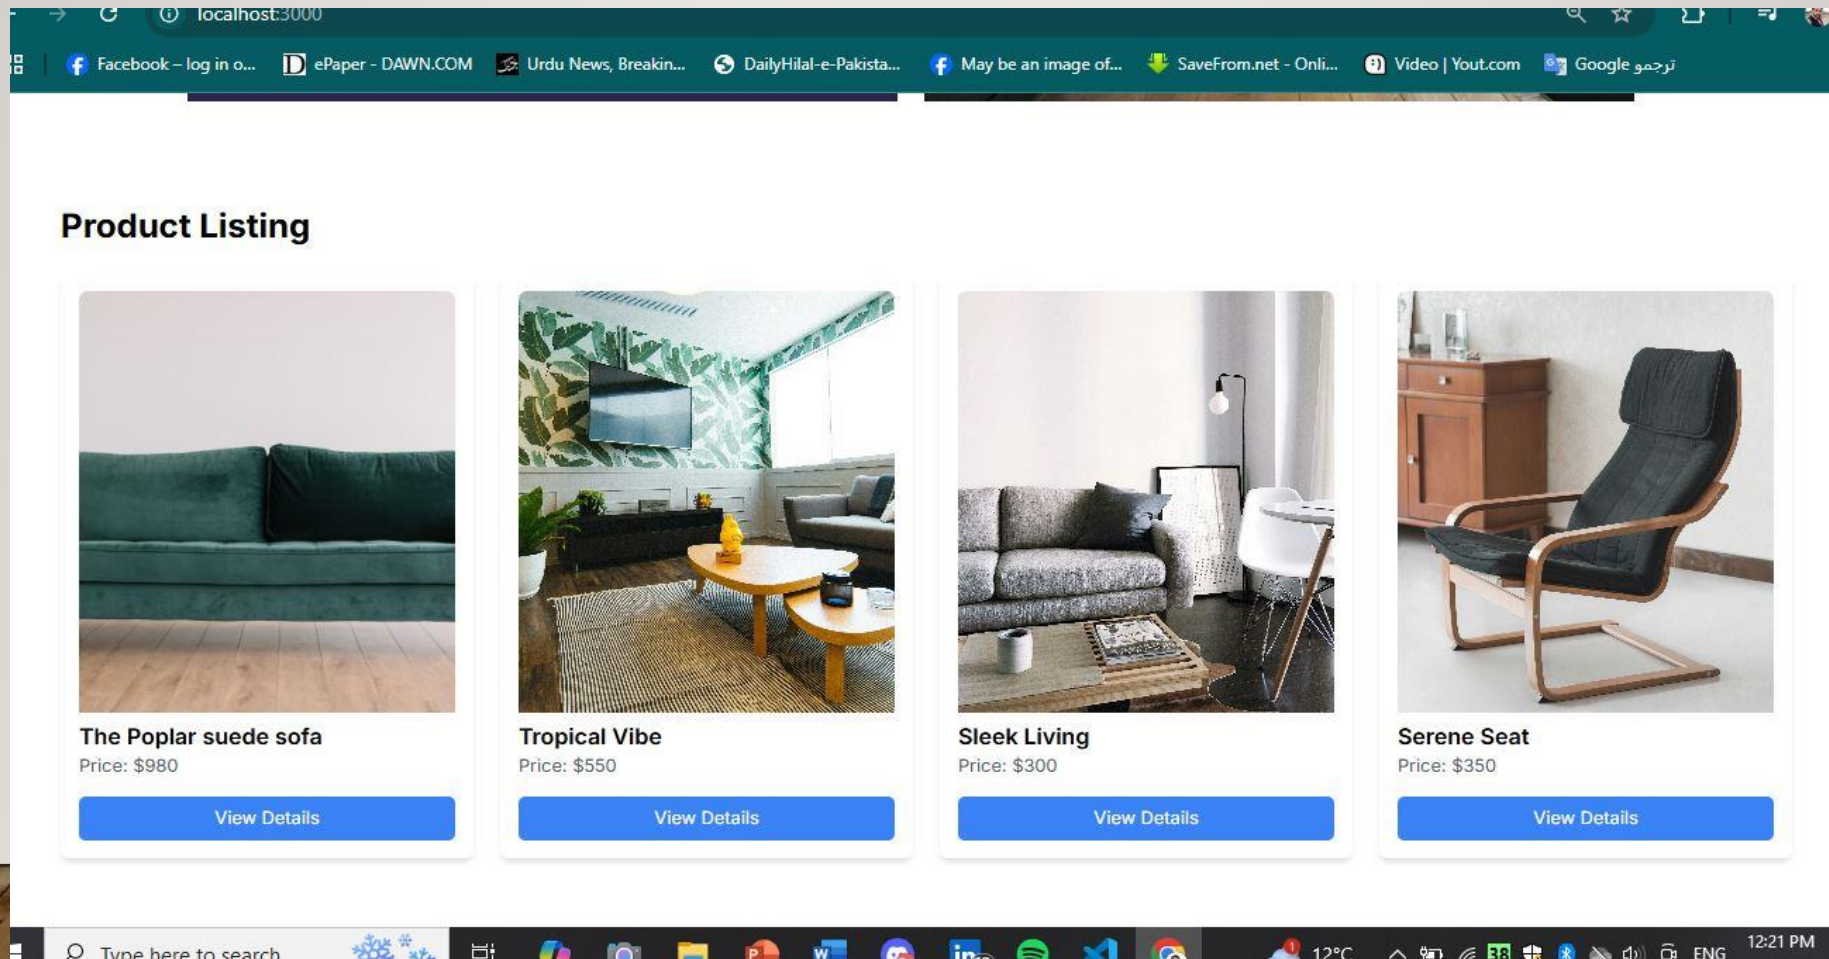 localhost:3000
Facebook – log in o... ePaper - DAWN.COM Urdu News, Breakin... DailyHilal-e-Pakista... May be an image of... SaveFrom.net - Onli... Video | Yout.com Google ترجمو
Product Listing
The Poplar suede sofa Tropical Vibe Sleek Living Serene Seat
Price: $980 Price: $550 Price: $300 Price: $350
View Details View Details View Details View Details
Type here to search 1 12°C 38 ENG 12:21 PM